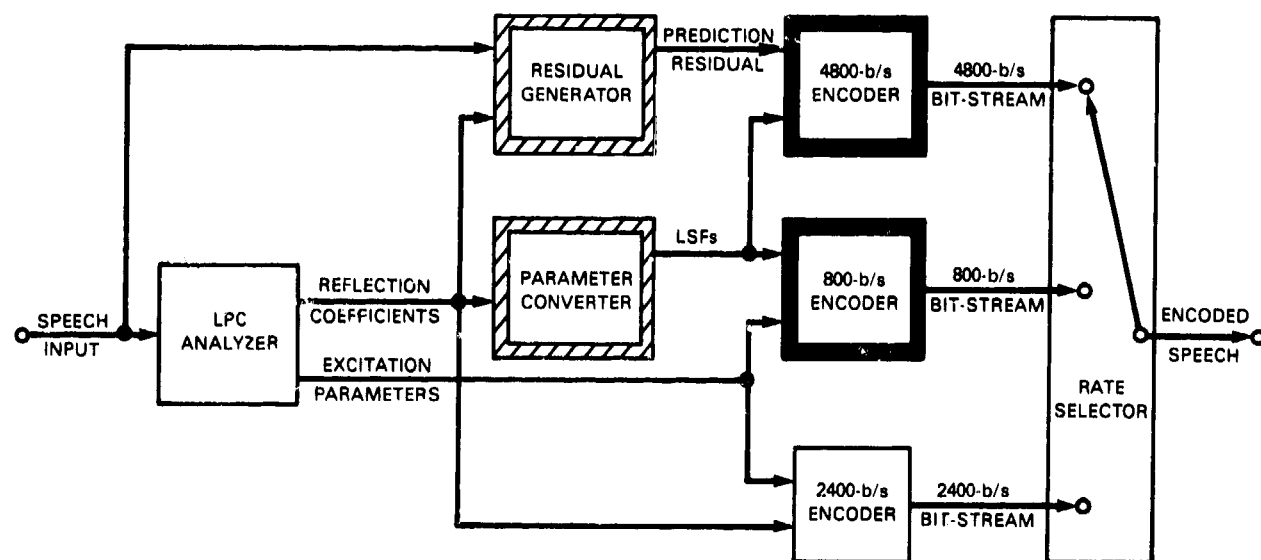 RESIDUAL
GENERATOR
PREDICTION
RESIDUAL
4800-b/s
ENCODER
4800-b/s
BIT-STREAM
PARAMETER
CONVERTER
LSFs
800-b/s
ENCODER
800-b/s
BIT-STREAM
SPEECH
INPUT
LPC
ANALYZER
REFLECTION
COEFFICIENTS
EXCITATION
PARAMETERS
2400-b/s
ENCODER
2400-b/s
BIT-STREAM
RATE
SELECTOR
ENCODED
SPEECH